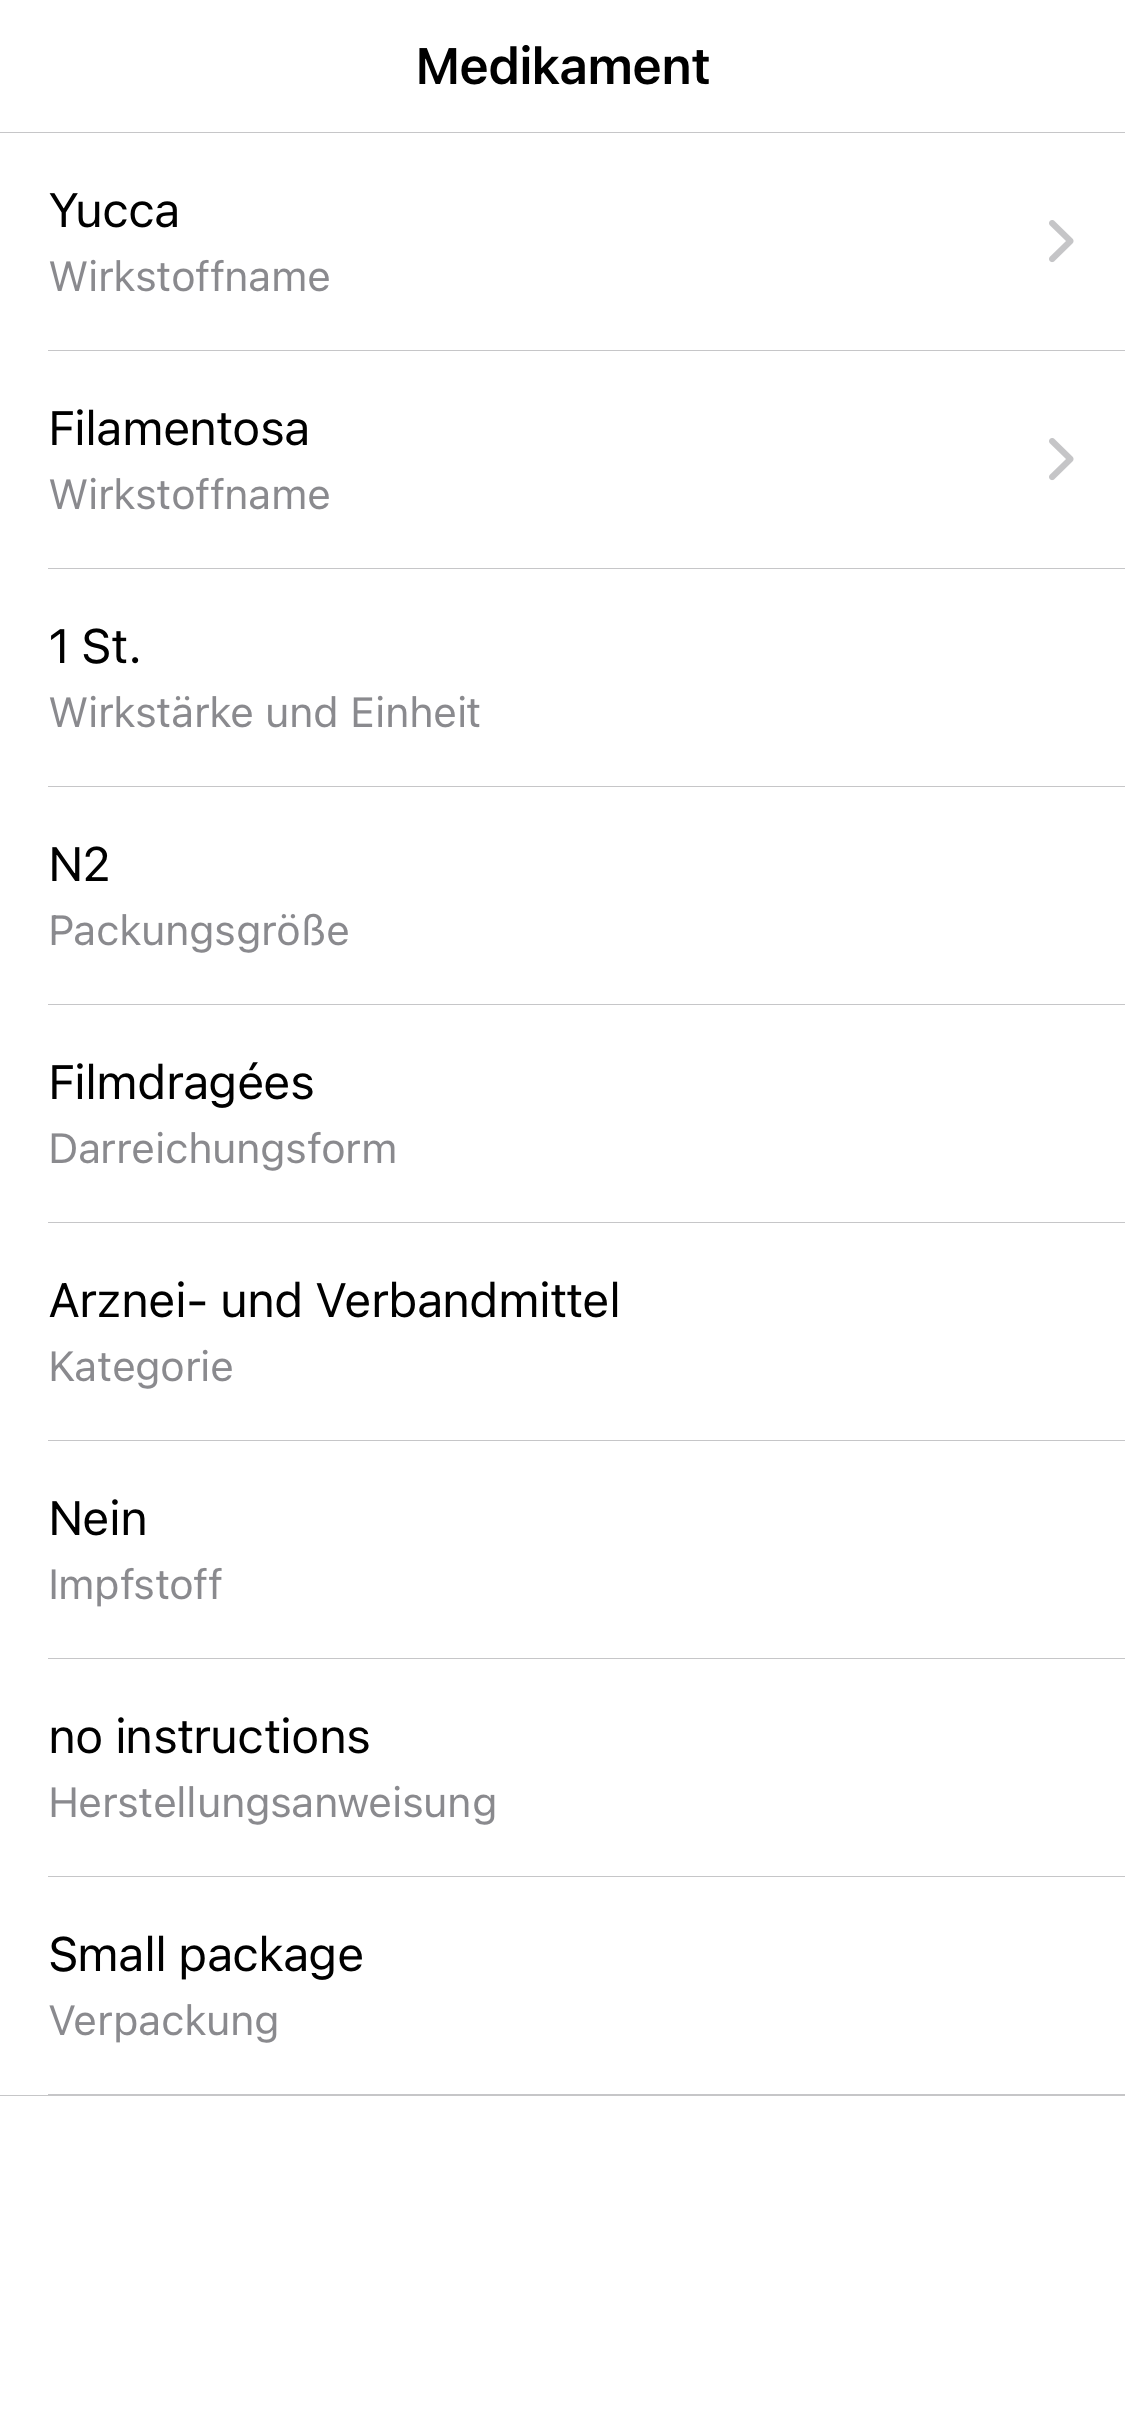 Medikament
Yucca
Wirkstoffname
Filamentosa
Wirkstoffname
1 St.
Wirkstärke und Einheit
N2
Packungsgröße
Filmdragées
Darreichungsform
Arznei- und Verbandmittel
Kategorie
Nein
Impfstoff
no instructions
Herstellungsanweisung
Small package
Verpackung